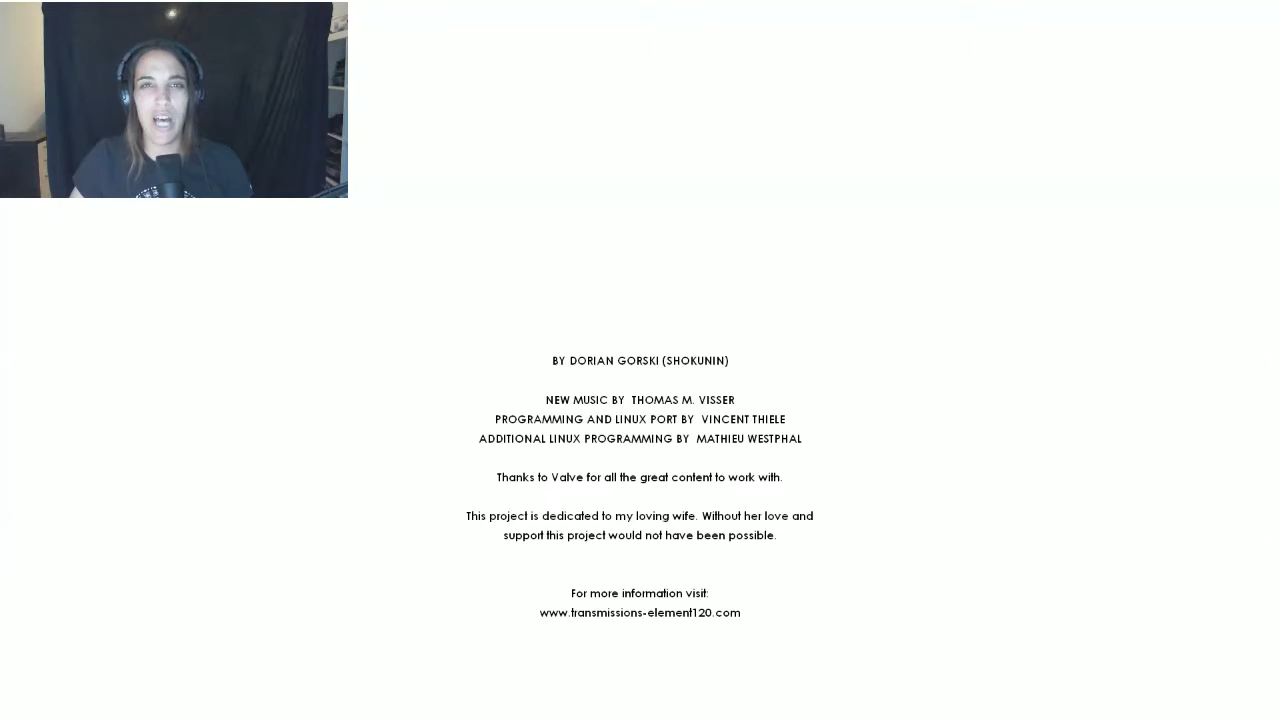 BY DORIAN GORSKI (SHOKUNIN)
NEW MUSIC BY THOMAS M. VISSER
PROGRAMMING AND LINUX PORT BY VINCENT THIELE
ADDITIONAL LINUX PROGRAMMING BY MATHIEU WESTPHAL
Thanks to Valve for all the great content to work with.
This project is dedicated to my loving wife. Without her love and
support this project would not have been possible.
For more information visit:
www.transmissions-element120.com